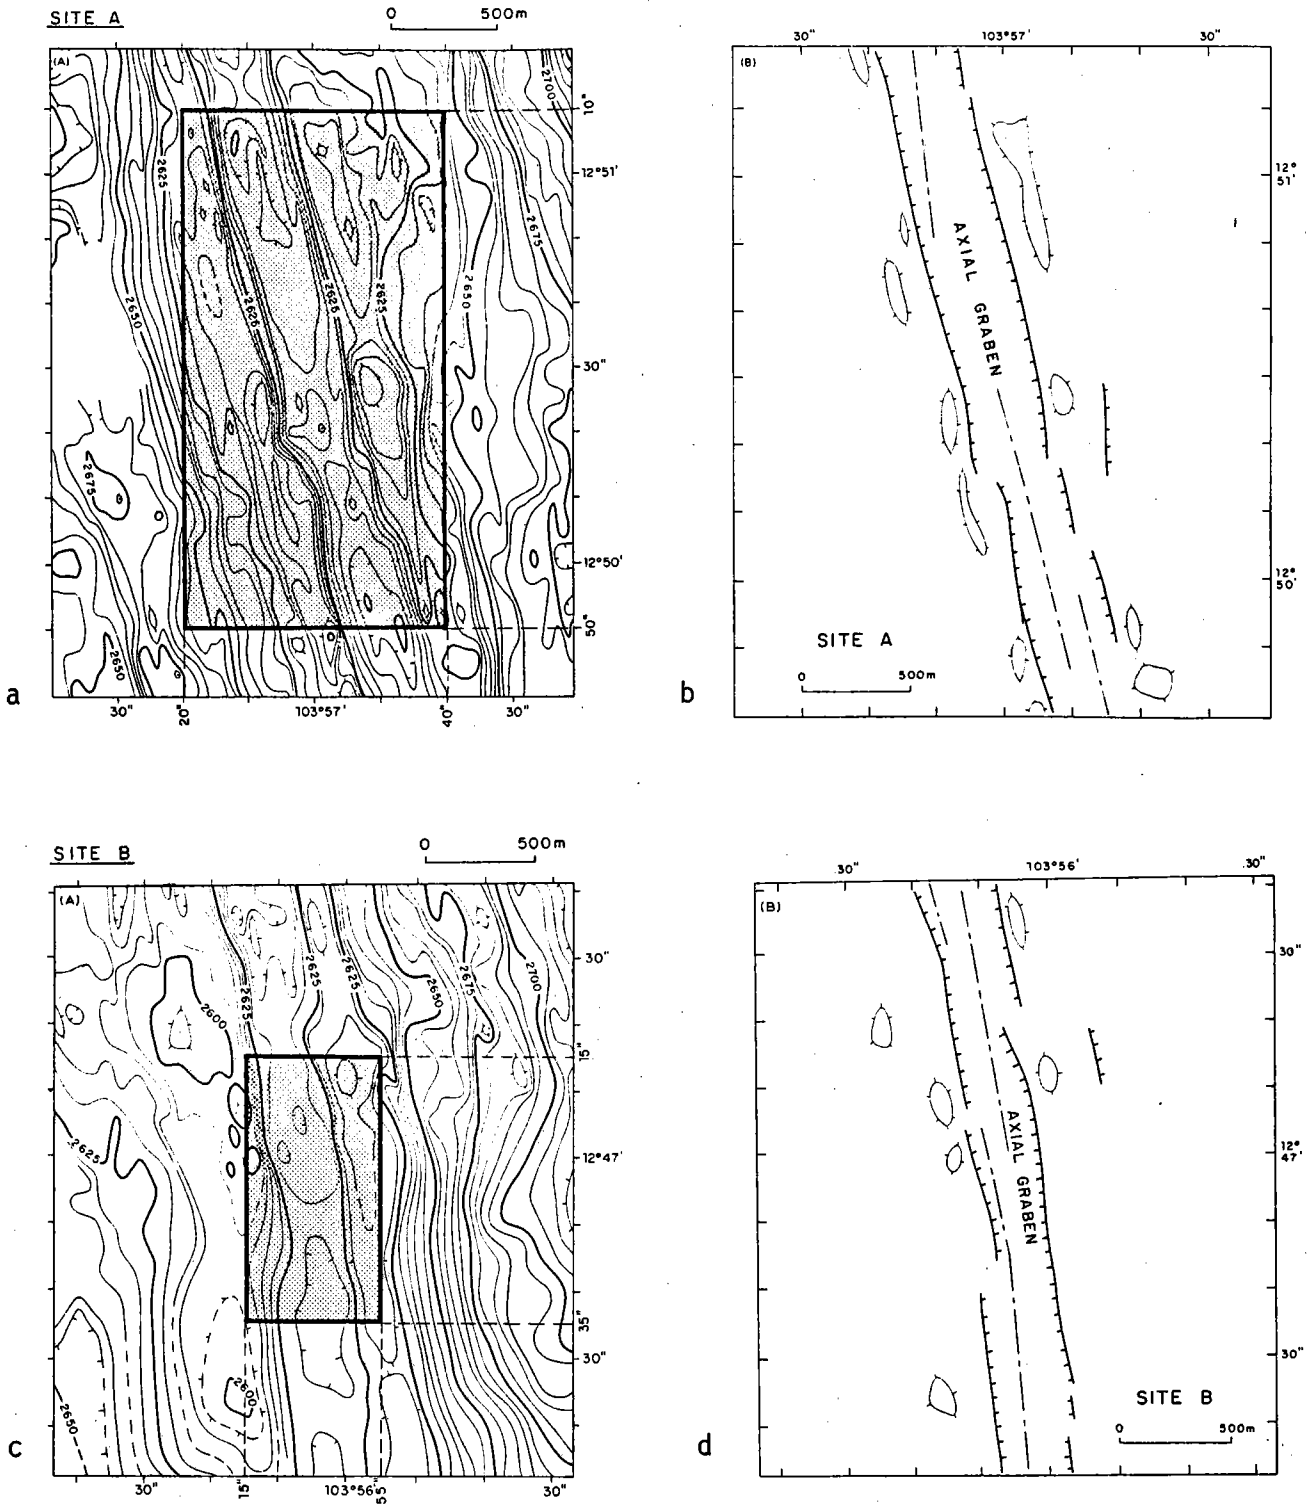 SITE A
0 500m
(A)
2700
10"
2625
12°51'
2675
2650
2625
2625
2625
2650
30"
2675
12°50'
50"
2650
a
30" 20" 103°57' 40" 30"
30" 103°57' 30"
(B)
12°
51'
AXIAL GRABEN
12°
50'
SITE A
0 500m
b
SITE B
0 500m
(A)
30"
2625
2625
2625
2650
2675
2700
2600
15"
2625
12°47'
35"
30"
2600
2650
c
30" 15" 103°56' 55" 30"
30" 103°56' 30"
(B)
30"
AXIAL GRABEN
12°
47'
30"
SITE B
0 500m
d